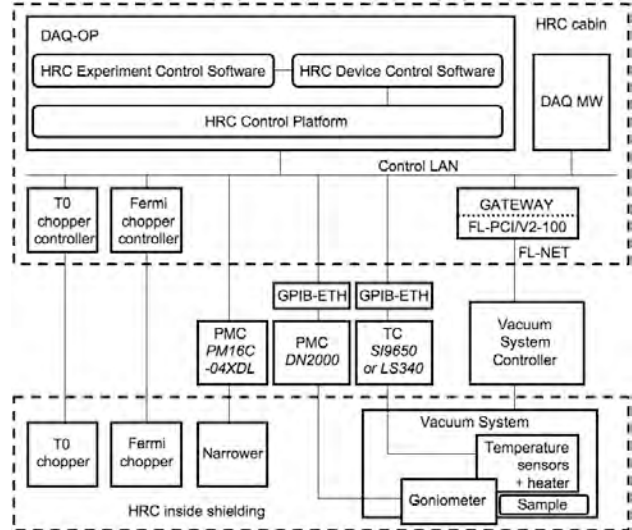 HRC cabin
DAQ-OP
HRC Experiment Control Software
HRC Device Control Software
HRC Control Platform
DAQ MW
Control LAN
T0
chopper
controller
Fermi
chopper
controller
GATEWAY
FL-PCI/V2-100
FL-NET
GPIB-ETH
GPIB-ETH
PMC
PM16C
-04XDL
PMC
DN2000
TC
SI9650
or LS340
Vacuum
System
Controller
T0
chopper
Fermi
chopper
Narrower
Vacuum System
Temperature
sensors
+ heater
Goniometer
Sample
HRC inside shielding